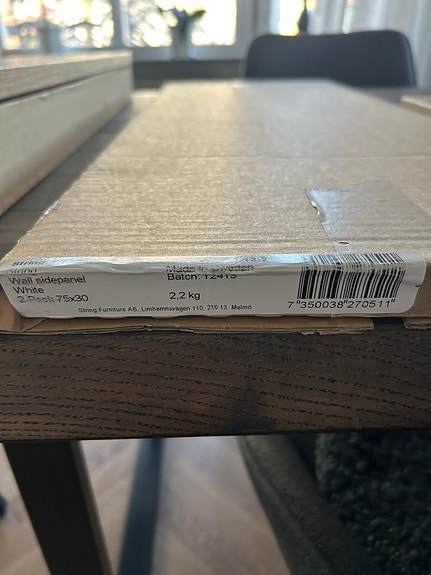 String
Wall sidepanel
White
2 Pack 75x30
Made in Sweden
Batch: 12415
2,2 kg
String Furniture AB, Limhamnsvägen 110, 216 13 Malmö
7 350038 270511